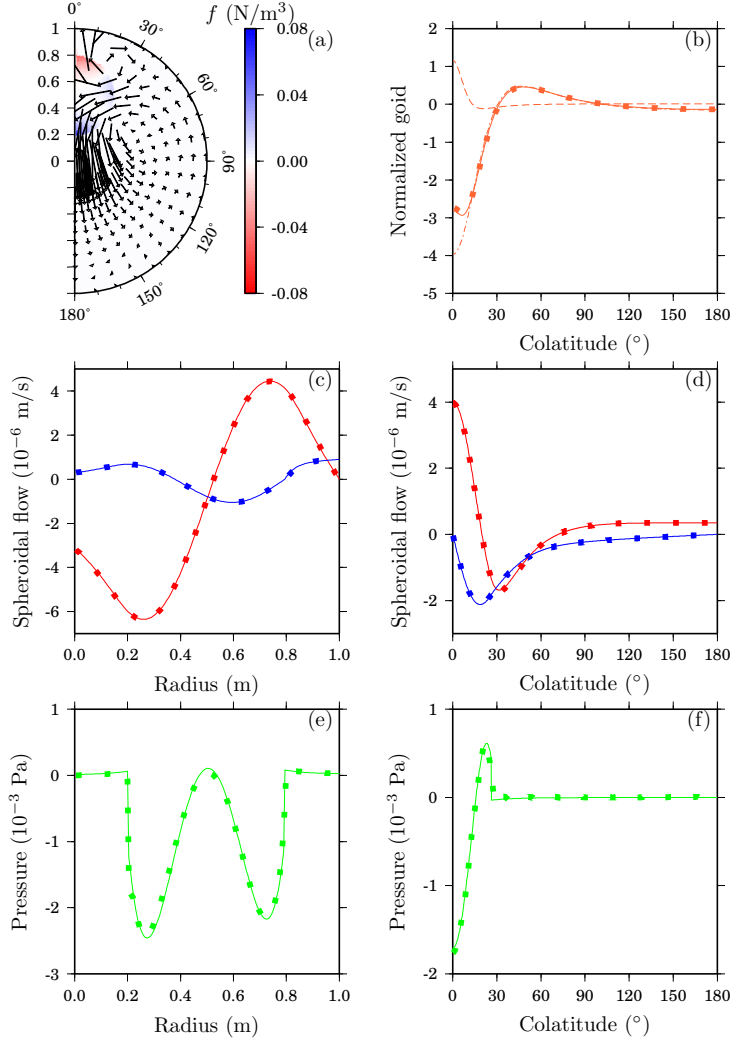 0°
f (N/m³)
(a)
30°
60°
90°
120°
150°
180°
1
0.8
0.6
0.4
0.2
0
0.08
0.04
0.00
-0.04
-0.08
(b)
Normalized goid
2
1
0
-1
-2
-3
-4
-5
0 30 60 90 120 150 180
Colatitude (°)
(c)
Spheroidal flow (10⁻⁶ m/s)
4
2
0
-2
-4
-6
0.0 0.2 0.4 0.6 0.8 1.0
Radius (m)
(d)
Spheroidal flow (10⁻⁶ m/s)
4
2
0
-2
0 30 60 90 120 150 180
Colatitude (°)
(e)
Pressure (10⁻³ Pa)
1
0
-1
-2
-3
0.0 0.2 0.4 0.6 0.8 1.0
Radius (m)
(f)
Pressure (10⁻³ Pa)
1
0
-1
-2
0 30 60 90 120 150 180
Colatitude (°)